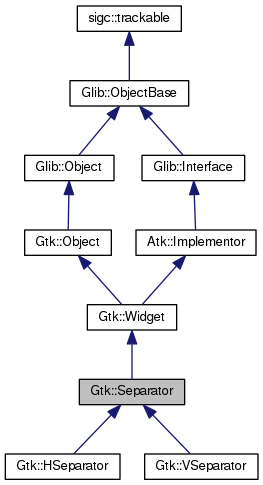 sigc::trackable
Glib::ObjectBase
Glib::Object
Glib::Interface
Gtk::Object
Atk::Implementor
Gtk::Widget
Gtk::Separator
Gtk::HSeparator
Gtk::VSeparator